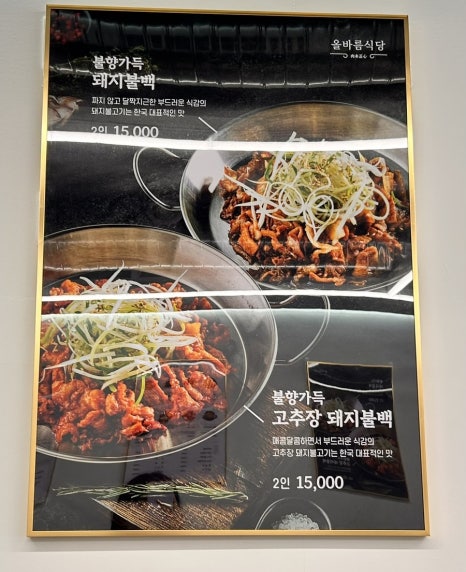 올바름식당
불향가득
돼지불백
짜지 않고 달짝지근한 부드러운 식감의
돼지불고기는 한국 대표적인 맛
2인 15,000
불향가득
고추장 돼지불백
매콤달콤하면서 부드러운 식감의
고추장 돼지불고기는 한국 대표적인 맛
2인 15,000